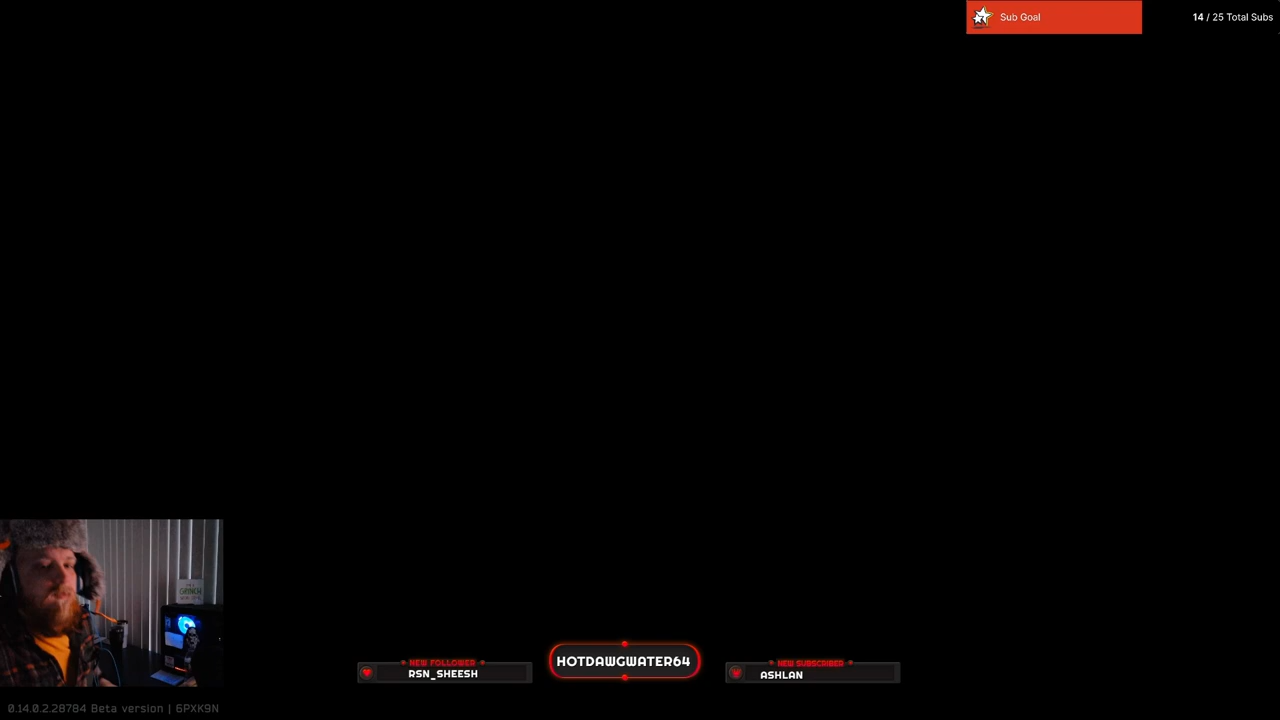 Sub Goal
14 / 25 Total Subs
GRINCH
NEW FOLLOWER
RSN_SHEESH
HOTDAWGWATER64
NEW SUBSCRIBER
ASHLAN
0.14.0.2.28784 Beta version | 6PXK9N